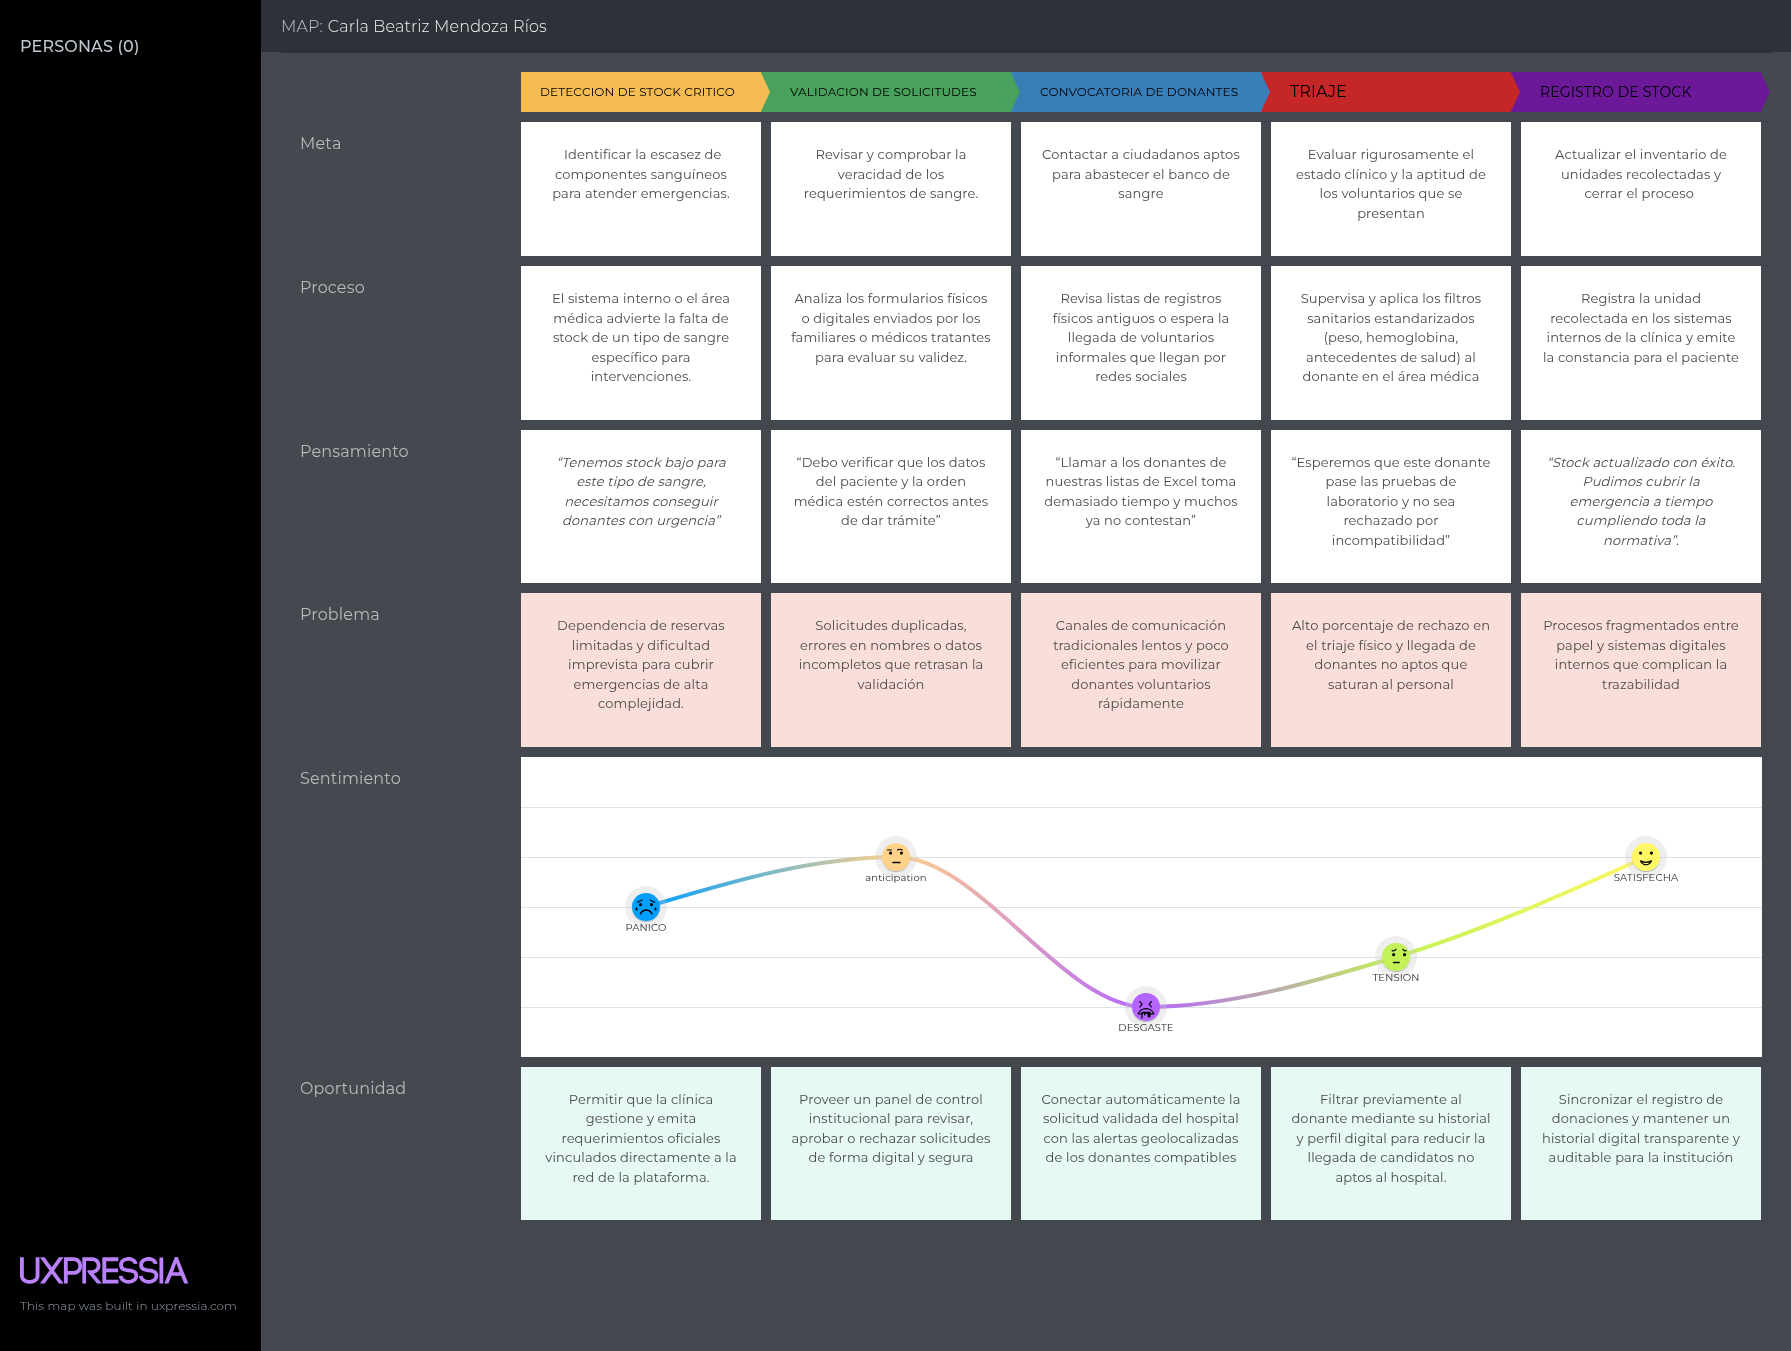 PERSONAS (0)
MAP: Carla Beatriz Mendoza Ríos
DETECCION DE STOCK CRITICO
VALIDACION DE SOLICITUDES
CONVOCATORIA DE DONANTES
TRIAJE
REGISTRO DE STOCK
Meta
Identificar la escasez de
componentes sanguíneos
para atender emergencias.
Revisar y comprobar la
veracidad de los
requerimientos de sangre.
Contactar a ciudadanos aptos
para abastecer el banco de
sangre
Evaluar rigurosamente el
estado clínico y la aptitud de
los voluntarios que se
presentan
Actualizar el inventario de
unidades recolectadas y
cerrar el proceso
Proceso
El sistema interno o el área
médica advierte la falta de
stock de un tipo de sangre
específico para
intervenciones.
Analiza los formularios físicos
o digitales enviados por los
familiares o médicos tratantes
para evaluar su validez.
Revisa listas de registros
físicos antiguos o espera la
llegada de voluntarios
informales que llegan por
redes sociales
Supervisa y aplica los filtros
sanitarios estandarizados
(peso, hemoglobina,
antecedentes de salud) al
donante en el área médica
Registra la unidad
recolectada en los sistemas
internos de la clínica y emite
la constancia para el paciente
Pensamiento
“Tenemos stock bajo para
este tipo de sangre,
necesitamos conseguir
donantes con urgencia”
“Debo verificar que los datos
del paciente y la orden
médica estén correctos antes
de dar trámite”
“Llamar a los donantes de
nuestras listas de Excel toma
demasiado tiempo y muchos
ya no contestan”
“Esperemos que este donante
pase las pruebas de
laboratorio y no sea
rechazado por
incompatibilidad”
“Stock actualizado con éxito.
Pudimos cubrir la
emergencia a tiempo
cumpliendo toda la
normativa”.
Problema
Dependencia de reservas
limitadas y dificultad
imprevista para cubrir
emergencias de alta
complejidad.
Solicitudes duplicadas,
errores en nombres o datos
incompletos que retrasan la
validación
Canales de comunicación
tradicionales lentos y poco
eficientes para movilizar
donantes voluntarios
rápidamente
Alto porcentaje de rechazo en
el triaje físico y llegada de
donantes no aptos que
saturan al personal
Procesos fragmentados entre
papel y sistemas digitales
internos que complican la
trazabilidad
Sentimiento
PANICO
anticipation
DESGASTE
TENSION
SATISFECHA
Oportunidad
Permitir que la clínica
gestione y emita
requerimientos oficiales
vinculados directamente a la
red de la plataforma.
Proveer un panel de control
institucional para revisar,
aprobar o rechazar solicitudes
de forma digital y segura
Conectar automáticamente la
solicitud validada del hospital
con las alertas geolocalizadas
de los donantes compatibles
Filtrar previamente al
donante mediante su historial
y perfil digital para reducir la
llegada de candidatos no
aptos al hospital.
Sincronizar el registro de
donaciones y mantener un
historial digital transparente y
auditable para la institución
UXPRESSIA
This map was built in uxpressia.com